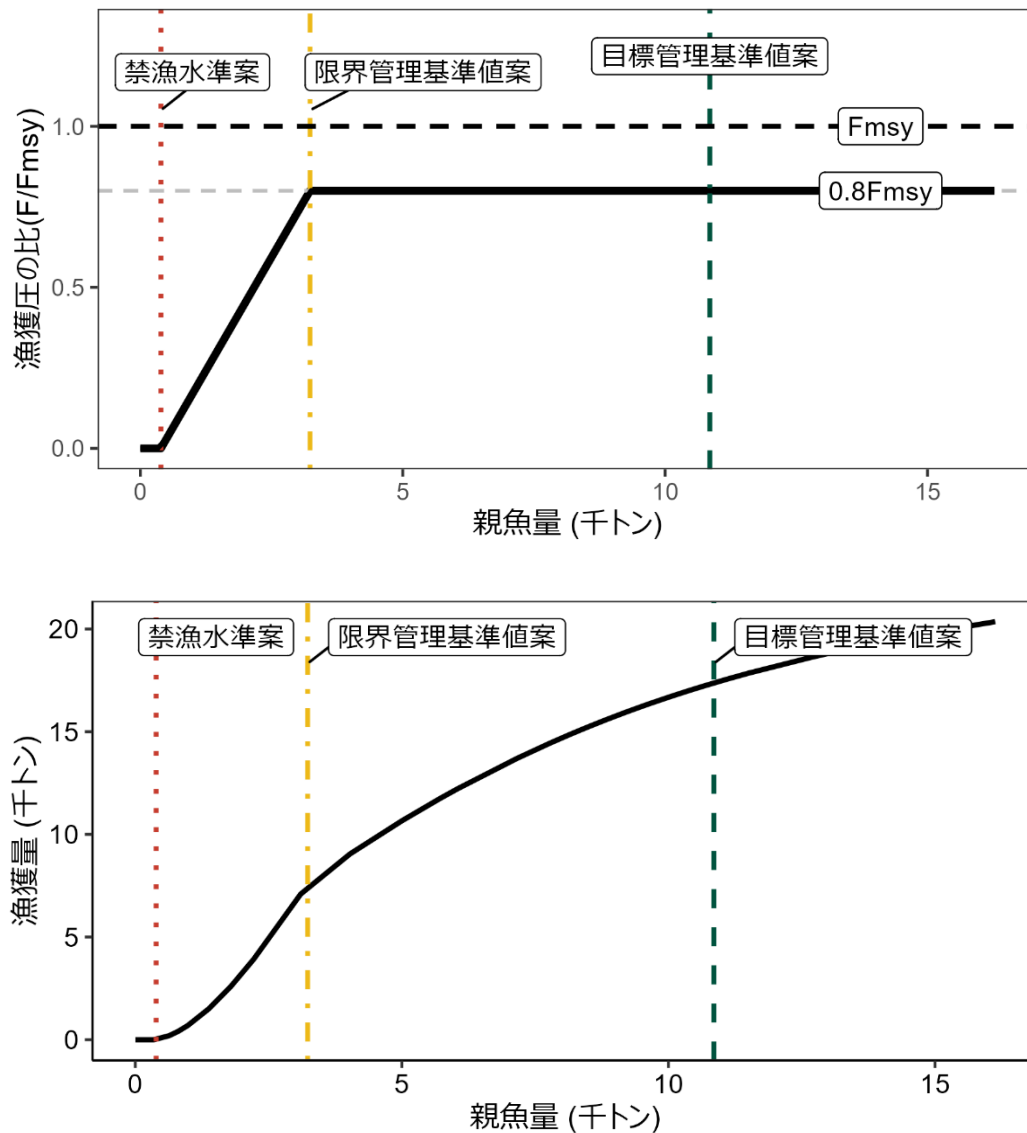 禁漁水準案
限界管理基準値案
目標管理基準値案
Fmsy
0.8Fmsy
漁獲圧の比(F/Fmsy)
1.0
0.5
0.0
0
5
10
15
親魚量 (千トン)
禁漁水準案
限界管理基準値案
目標管理基準値案
漁獲量 (千トン)
20
15
10
5
0
0
5
10
15
親魚量 (千トン)